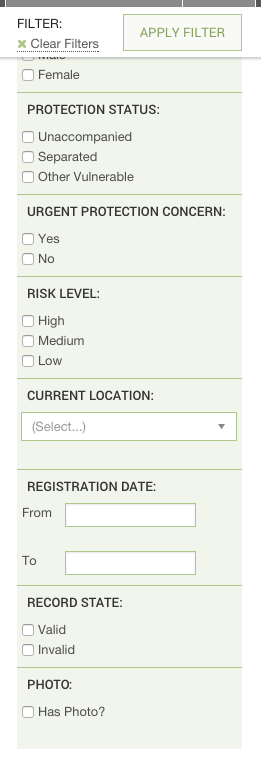 FILTER:
Clear Filters
APPLY FILTER
Male
Female
PROTECTION STATUS:
Unaccompanied
Separated
Other Vulnerable
URGENT PROTECTION CONCERN:
Yes
No
RISK LEVEL:
High
Medium
Low
CURRENT LOCATION:
(Select...)
REGISTRATION DATE:
From
To
RECORD STATE:
Valid
Invalid
PHOTO:
Has Photo?